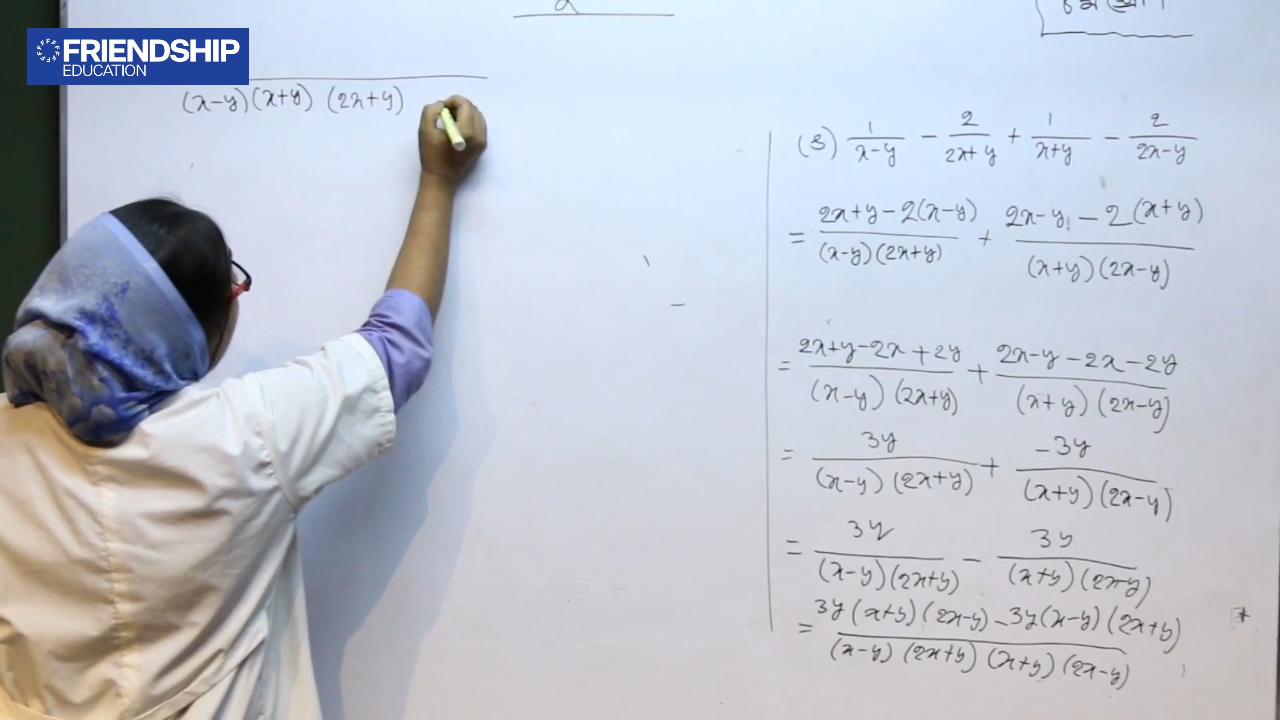 FRIENDSHIP
EDUCATION
(x-y)(x+y) (2x+y)
(3) 1/(x-y) - 2/(2x+y) + 1/(x+y) - 2/(2x-y)
= (2x+y-2(x-y))/((x-y)(2x+y)) + (2x-y-2(x+y))/((x+y)(2x-y))
= (2x+y-2x+2y)/((x-y)(2x+y)) + (2x-y-2x-2y)/((x+y)(2x-y))
= 3y/((x-y)(2x+y)) + -3y/((x+y)(2x-y))
= 3y/((x-y)(2x+y)) - 3y/((x+y)(2x-y))
= (3y(x+y)(2x-y)-3y(x-y)(2x+y))/((x-y)(2x+y)(x+y)(2x-y))